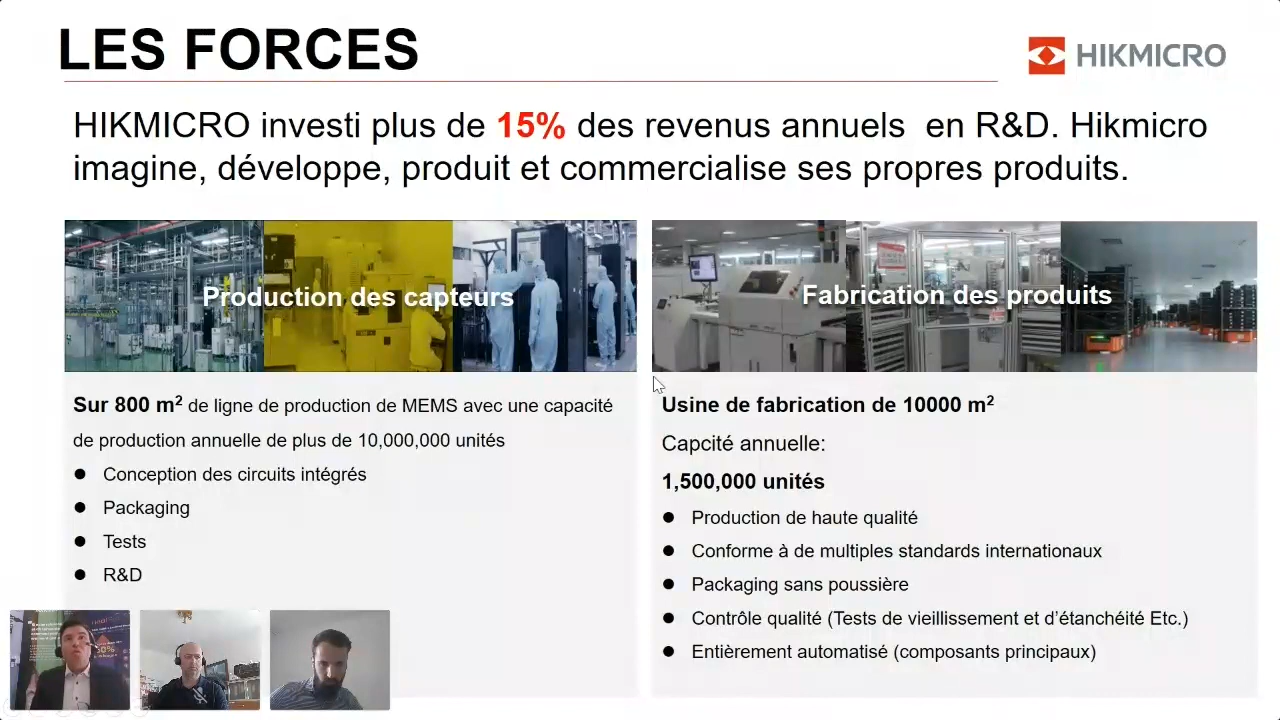 LES FORCES
HIKMICRO
HIKMICRO investi plus de 15% des revenus annuels en R&D. Hikmicro
imagine, développe, produit et commercialise ses propres produits.
Production des capteurs
Fabrication des produits
Sur 800 m² de ligne de production de MEMS avec une capacité
de production annuelle de plus de 10,000,000 unités
● Conception des circuits intégrés
● Packaging
● Tests
● R&D
Usine de fabrication de 10000 m²
Capcité annuelle:
1,500,000 unités
● Production de haute qualité
● Conforme à de multiples standards internationaux
● Packaging sans poussière
● Contrôle qualité (Tests de vieillissement et d’étanchéité Etc.)
● Entièrement automatisé (composants principaux)